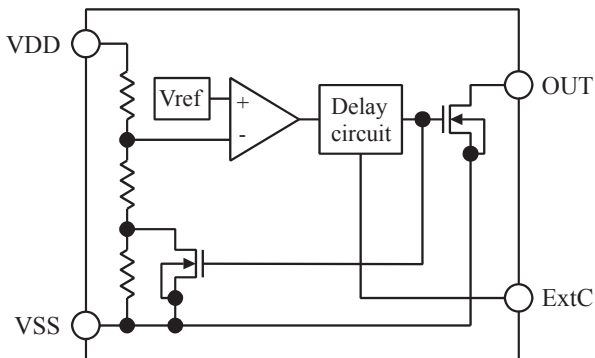 VDD
OUT
Vref
+
-
Delay
circuit
VSS
ExtC